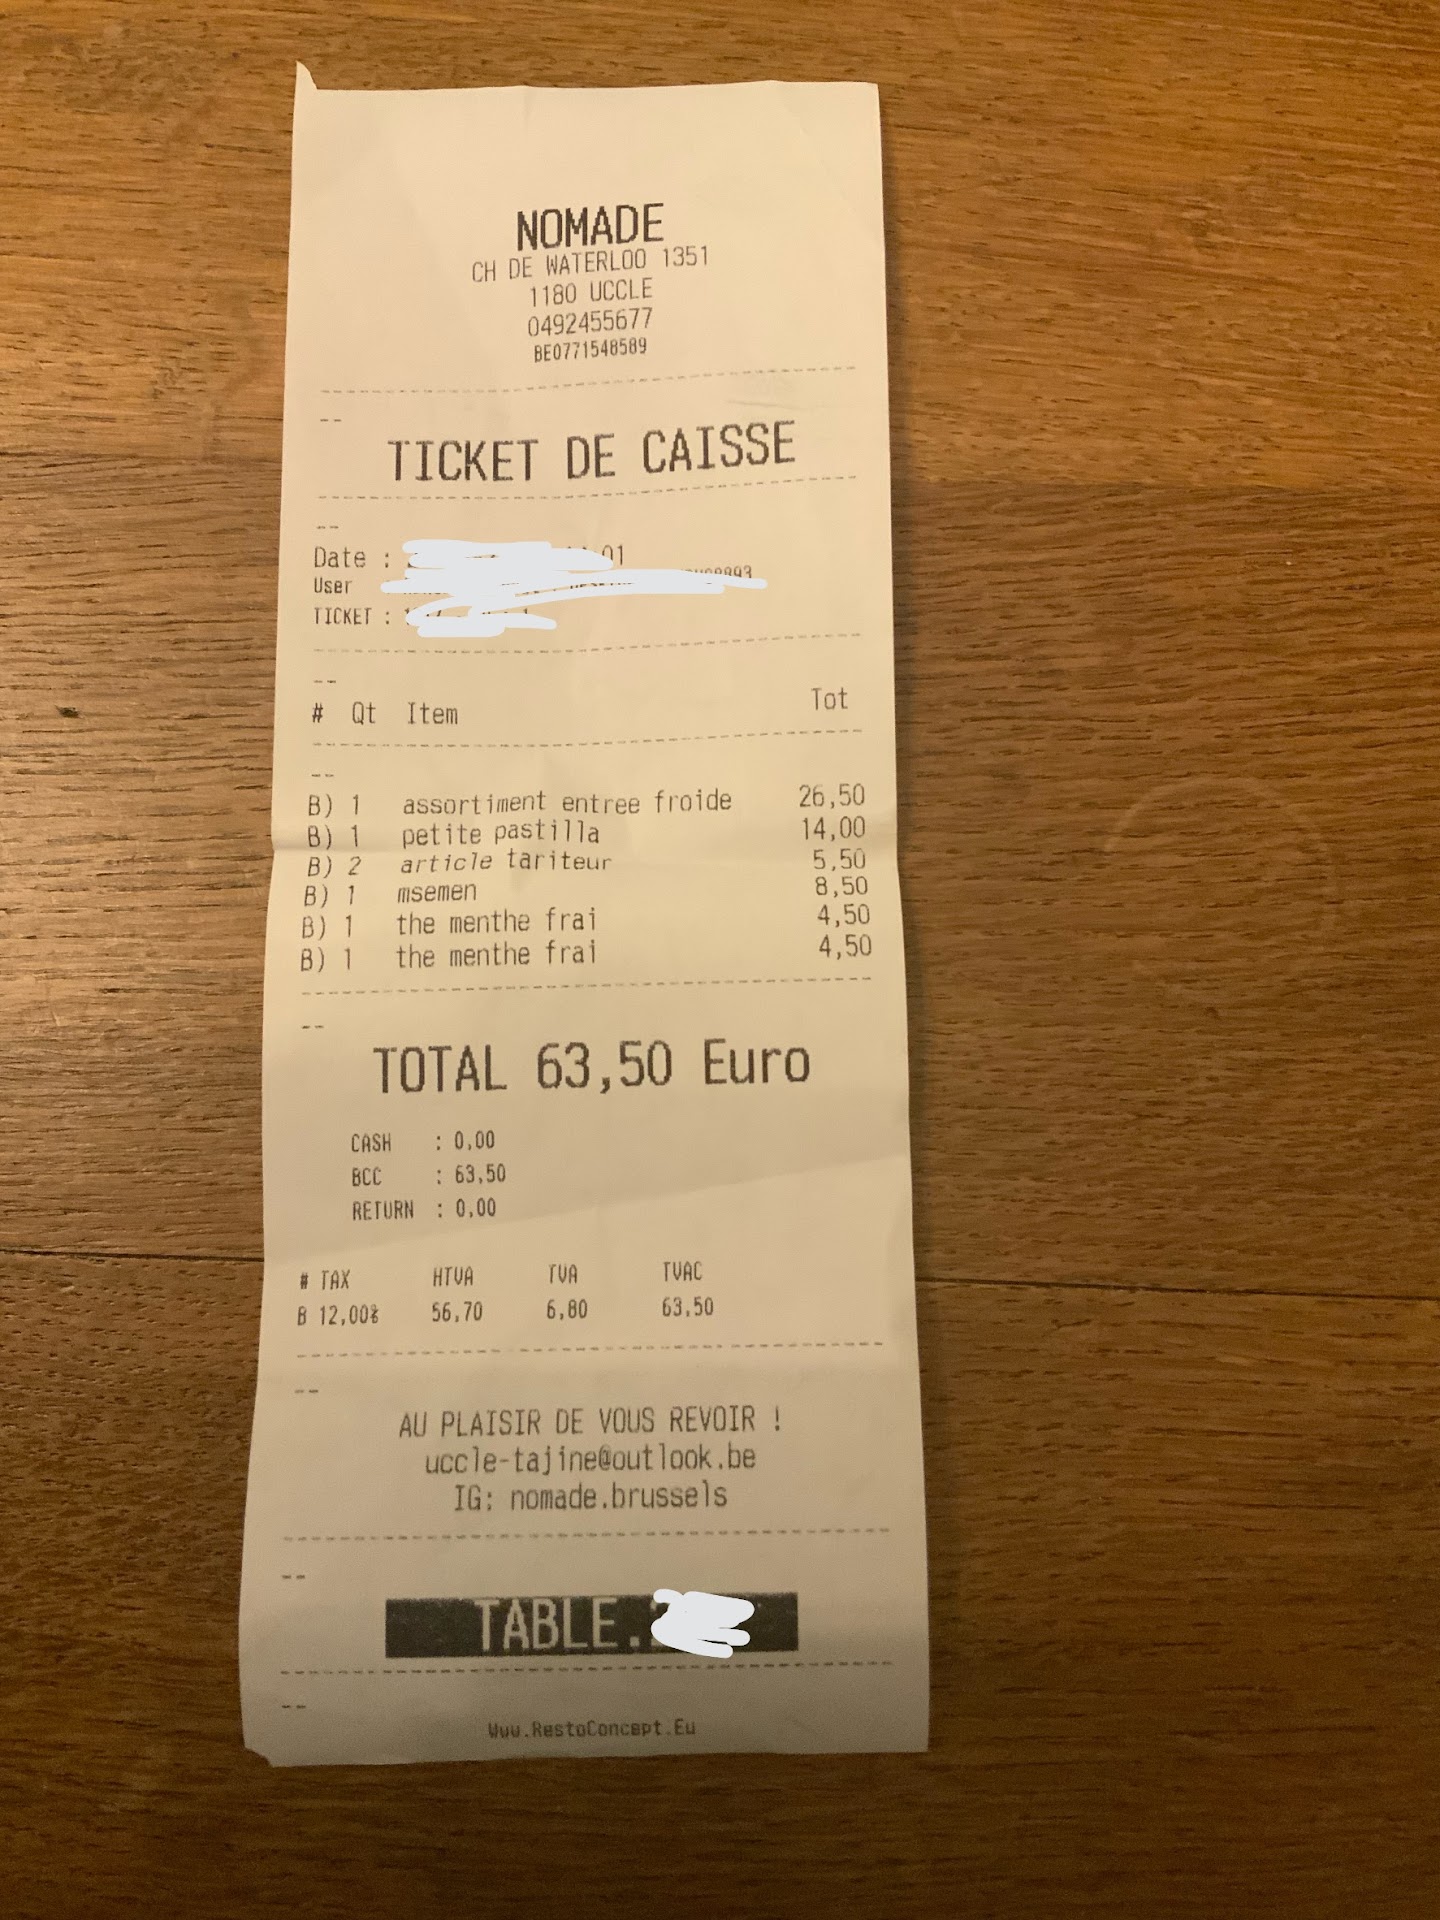 NOMADE
CH DE WATERLOO 1351
1180 UCCLE
0492455677
BE0771548589
--
TICKET DE CAISSE
--
Date : 01
User
TICKET :
--
# Qt Item Tot
--
B) 1 assortiment entree froide 26,50
B) 1 petite pastilla 14,00
B) 2 article tariteur 5,50
B) 1 msemen 8,50
B) 1 the menthe frai 4,50
B) 1 the menthe frai 4,50
--
TOTAL 63,50 Euro
CASH : 0,00
BCC : 63,50
RETURN : 0,00
# TAX HTVA TVA TVAC
B 12,00% 56,70 6,80 63,50
--
AU PLAISIR DE VOUS REVOIR !
uccle-tajine@outlook.be
IG: nomade.brussels
--
TABLE.
--
Www.RestoConcept.Eu